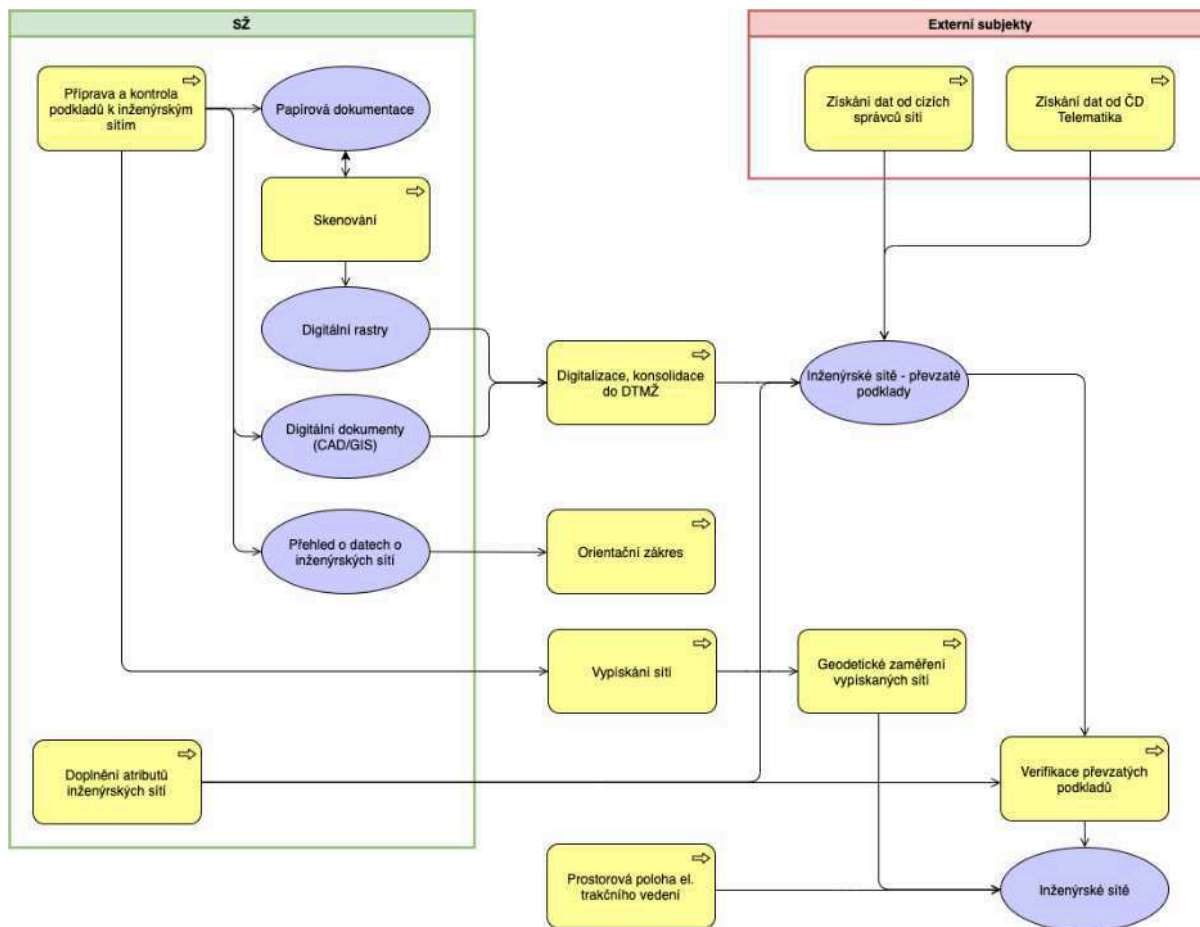 SŽ
Externí subjekty
Příprava a kontrola
podkladů k inženýrským
sítím
Papírová dokumentace
Získání dat od cizích
správců sítí
Získání dat od ČD
Telematika
Skenování
Digitální rastry
Digitalizace, konsolidace
do DTMŽ
Inženýrské sítě - převzaté
podklady
Digitální dokumenty
(CAD/GIS)
Přehled o datech o
inženýrských sítí
Orientační zákres
Vypískání sítí
Geodetické zaměření
vypískaných sítí
Doplnění atributů
inženýrských sítí
Verifikace převzatých
podkladů
Prostorová poloha el.
trakčního vedení
Inženýrské sítě